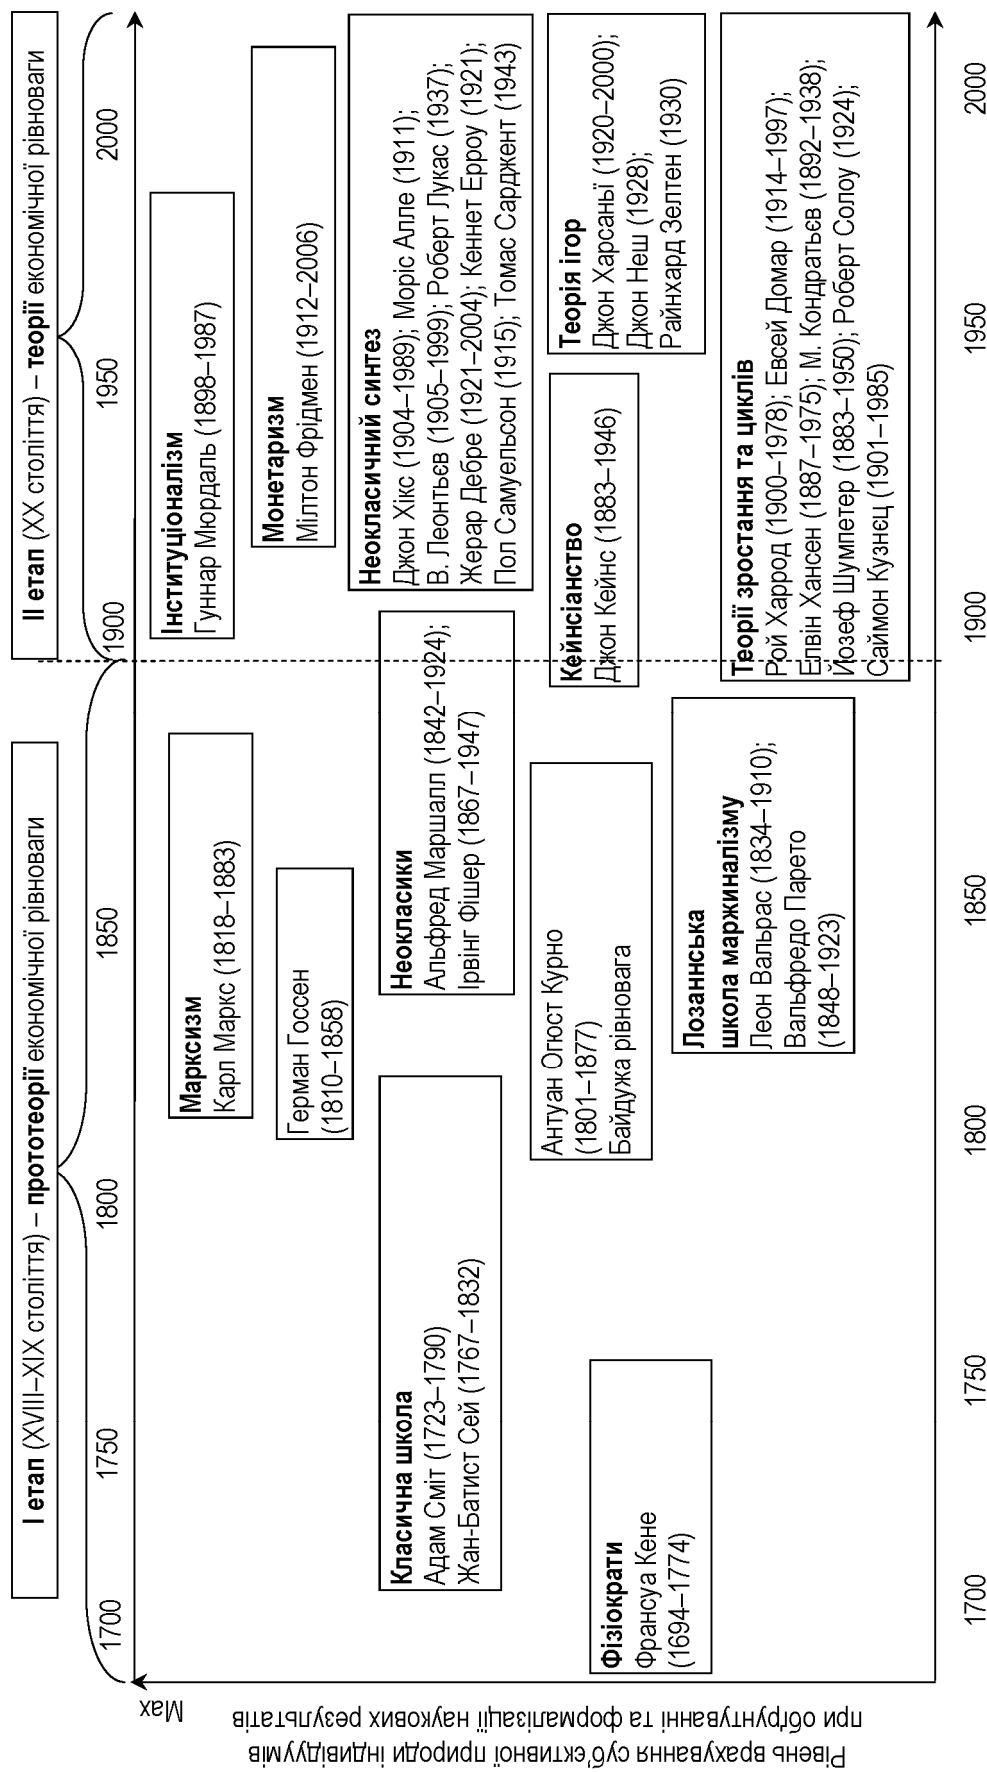 І етап (XVIII–XIX століття) – прототеорії економічної рівноваги
ІІ етап (XX століття) – теорії економічної рівноваги
1700
1750
1800
1850
1900
1950
2000
Max
Рівень врахування суб'єктивної природи індивідуумів
при обґрунтуванні та формалізації наукових результатів
Інституціоналізм
Гуннар Мюрдаль (1898–1987)
Марксизм
Карл Маркс (1818–1883)
Монетаризм
Мілтон Фрідмен (1912–2006)
Герман Госсен
(1810–1858)
Неокласичний синтез
Джон Хікс (1904–1989); Моріс Алле (1911);
В. Леонтьєв (1905–1999); Роберт Лукас (1937);
Жерар Дебре (1921–2004); Кеннет Ерроу (1921);
Пол Самуельсон (1915); Томас Сарджент (1943)
Класична школа
Адам Сміт (1723–1790)
Жан-Батист Сей (1767–1832)
Неокласики
Альфред Маршалл (1842–1924);
Ірвінг Фішер (1867–1947)
Антуан Огюст Курно
(1801–1877)
Байдужа рівновага
Кейнсіанство
Джон Кейнс (1883–1946)
Теорія ігор
Джон Харсаньї (1920–2000);
Джон Неш (1928);
Райнхард Зелтен (1930)
Фізіократи
Франсуа Кене
(1694–1774)
Лозаннська
школа маржиналізму
Леон Вальрас (1834–1910);
Вальфредо Парето
(1848–1923)
Теорії зростання та циклів
Рой Харрод (1900–1978); Евсей Домар (1914–1997);
Елвін Хансен (1887–1975); М. Кондратьєв (1892–1938);
Йозеф Шумпетер (1883–1950); Роберт Солоу (1924);
Саймон Кузнєц (1901–1985)
1700
1750
1800
1850
1900
1950
2000